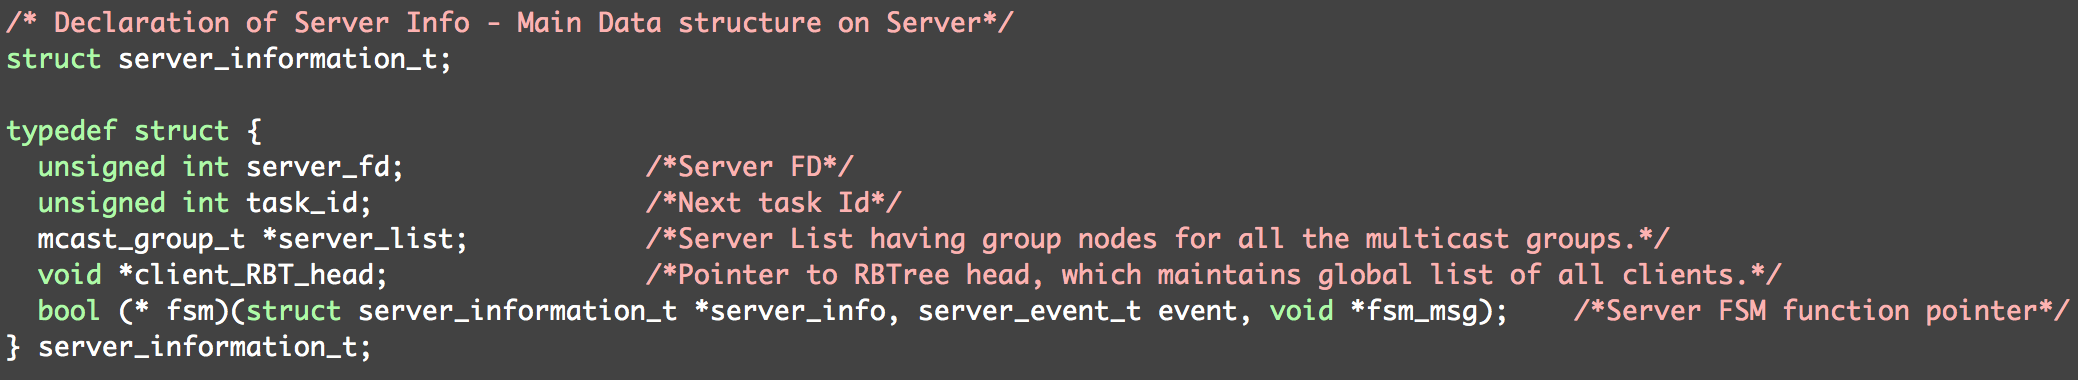 /* Declaration of Server Info - Main Data structure on Server*/
struct server_information_t;

typedef struct {
  unsigned int server_fd;               /*Server FD*/
  unsigned int task_id;                 /*Next task Id*/
  mcast_group_t *server_list;           /*Server List having group nodes for all the multicast groups.*/
  void *client_RBT_head;                /*Pointer to RBTree head, which maintains global list of all clients.*/
  bool (* fsm)(struct server_information_t *server_info, server_event_t event, void *fsm_msg);    /*Server FSM function pointer*/
} server_information_t;